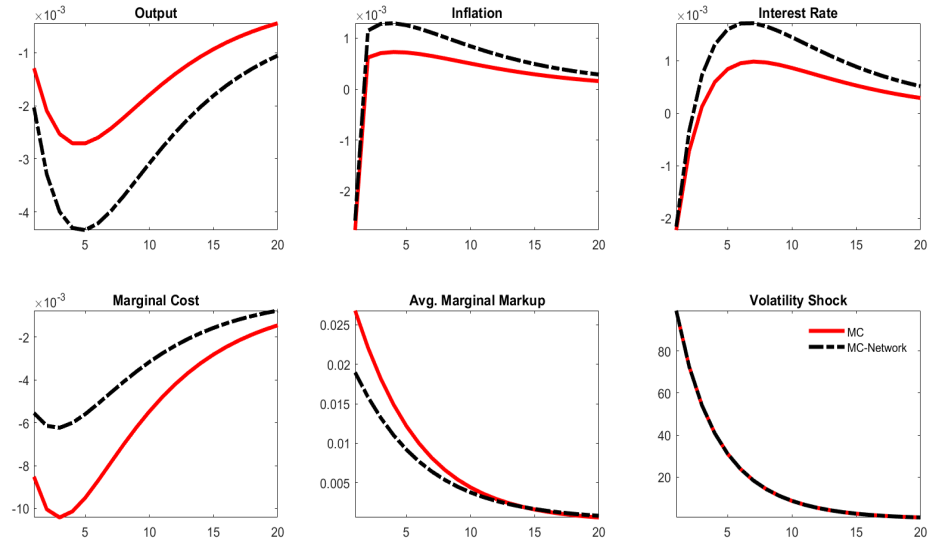 ×10⁻³ Output
-1
-2
-3
-4
5 10 15 20
×10⁻³ Inflation
1
0
-1
-2
5 10 15 20
×10⁻³ Interest Rate
1
0
-1
-2
5 10 15 20
×10⁻³ Marginal Cost
-2
-4
-6
-8
-10
5 10 15 20
Avg. Marginal Markup
0.025
0.02
0.015
0.01
0.005
5 10 15 20
Volatility Shock
MC
MC-Network
80
60
40
20
5 10 15 20